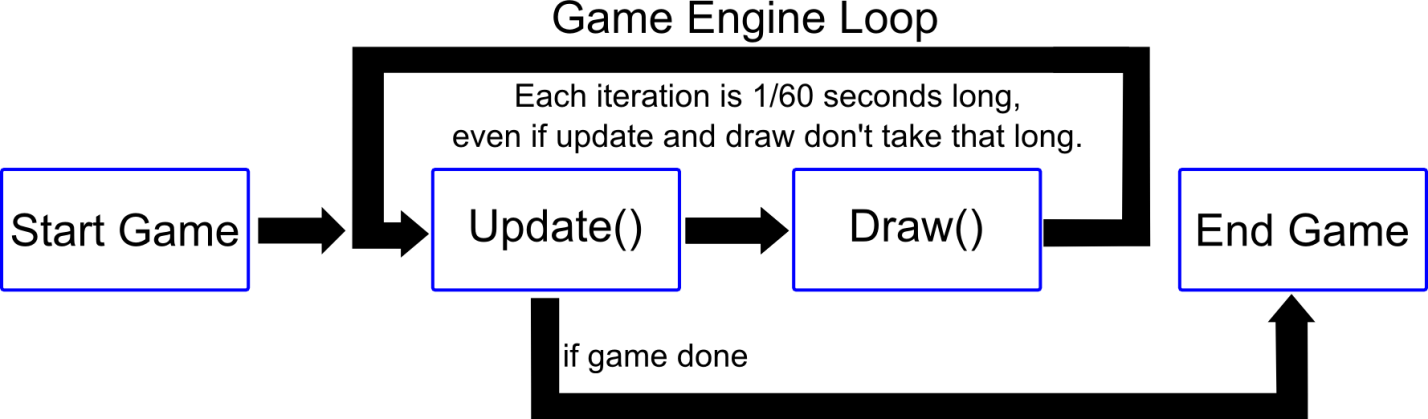 Game Engine Loop
Each iteration is 1/60 seconds long,
even if update and draw don't take that long.
Start Game
Update()
Draw()
End Game
if game done